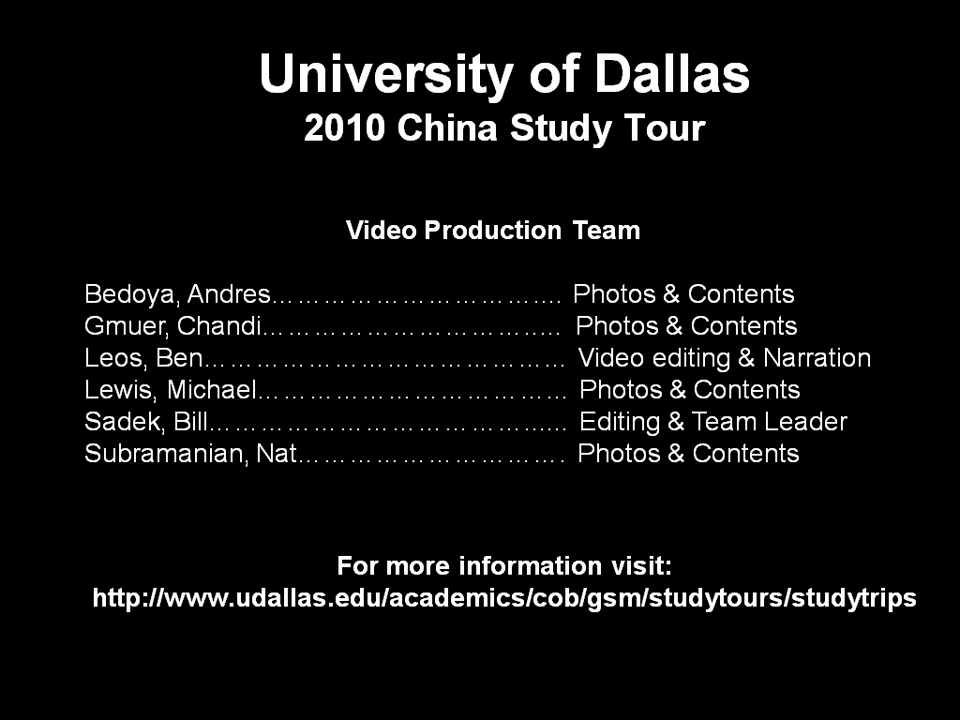 University of Dallas
2010 China Study Tour
Video Production Team
Bedoya, Andres…………………………….… Photos & Contents
Gmuer, Chandi…………………………….…. Photos & Contents
Leos, Ben…………………………………….… Video editing & Narration
Lewis, Michael……………………………….… Photos & Contents
Sadek, Bill………………………………….…... Editing & Team Leader
Subramanian, Nat…………………………. Photos & Contents
For more information visit:
http://www.udallas.edu/academics/cob/gsm/studytours/studytrips